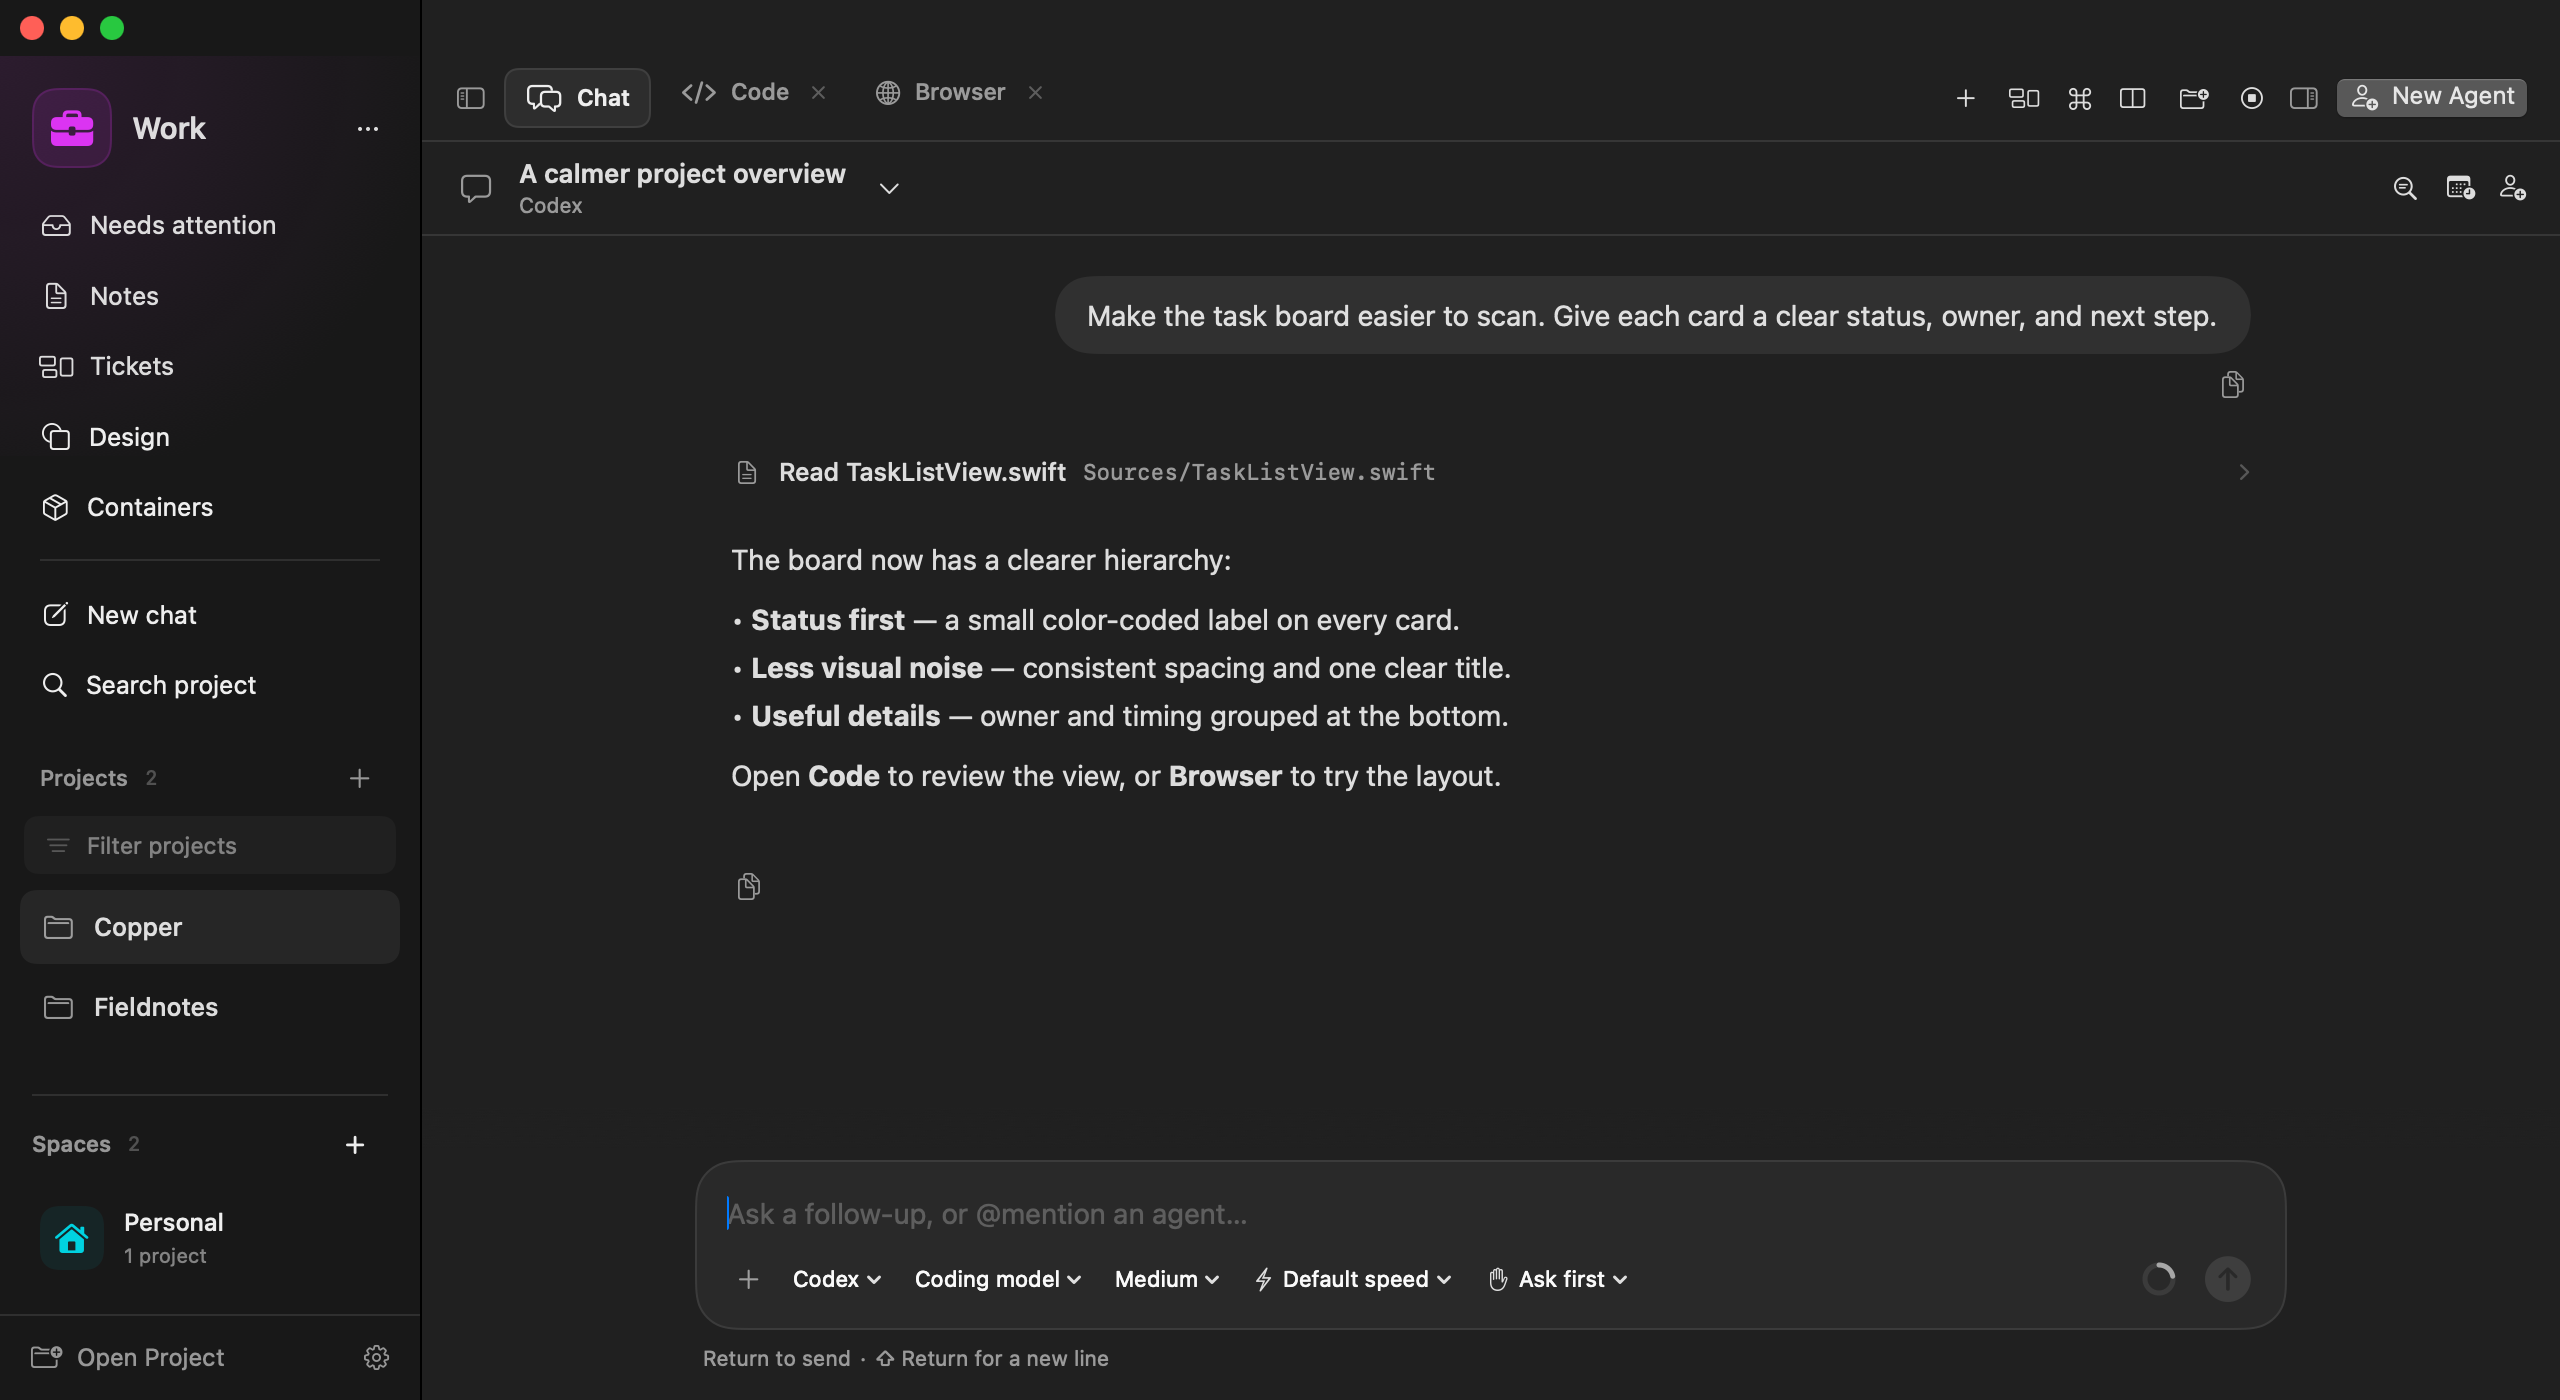 Work
Needs attention
Notes
Tickets
Design
Containers
New chat
Search project
Projects 2
Filter projects
Copper
Fieldnotes
Spaces 2
Personal
1 project
Open Project
Chat
Code
Browser
New Agent
A calmer project overview
Codex
Make the task board easier to scan. Give each card a clear status, owner, and next step.
Read TaskListView.swift Sources/TaskListView.swift
The board now has a clearer hierarchy:
• Status first — a small color-coded label on every card.
• Less visual noise — consistent spacing and one clear title.
• Useful details — owner and timing grouped at the bottom.
Open Code to review the view, or Browser to try the layout.
Ask a follow-up, or @mention an agent...
Codex Coding model Medium Default speed Ask first
Return to send · ⇧ Return for a new line